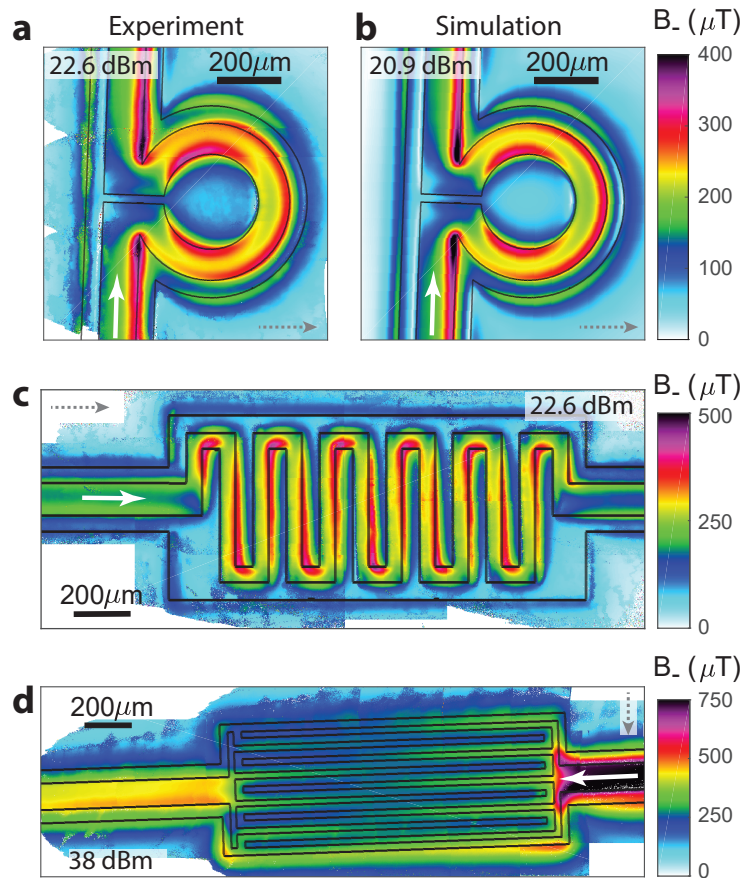 Experiment
Simulation
a
b
B₋ (μT)
22.6 dBm
200μm
20.9 dBm
200μm
400
300
200
100
0
c
B₋ (μT)
22.6 dBm
200μm
500
250
0
d
B₋ (μT)
200μm
38 dBm
750
500
250
0